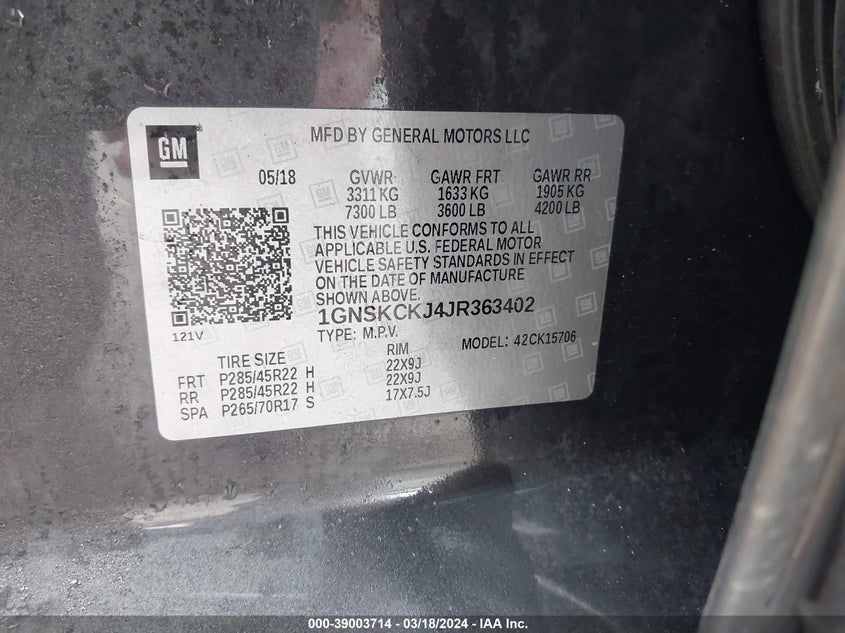 GM
MFD BY GENERAL MOTORS LLC
05/18 GVWR GAWR FRT GAWR RR
3311 KG 1633 KG 1905 KG
7300 LB 3600 LB 4200 LB
THIS VEHICLE CONFORMS TO ALL
APPLICABLE U.S. FEDERAL MOTOR
VEHICLE SAFETY STANDARDS IN EFFECT
ON THE DATE OF MANUFACTURE
SHOWN ABOVE.
1GNSKCKJ4JR363402
121V
TYPE: M.P.V. MODEL: 42CK15706
TIRE SIZE RIM
FRT P285/45R22 H 22X9J
RR P285/45R22 H 22X9J
SPA P265/70R17 S 17X7.5J
000-39003714 - 03/18/2024 - IAA Inc.